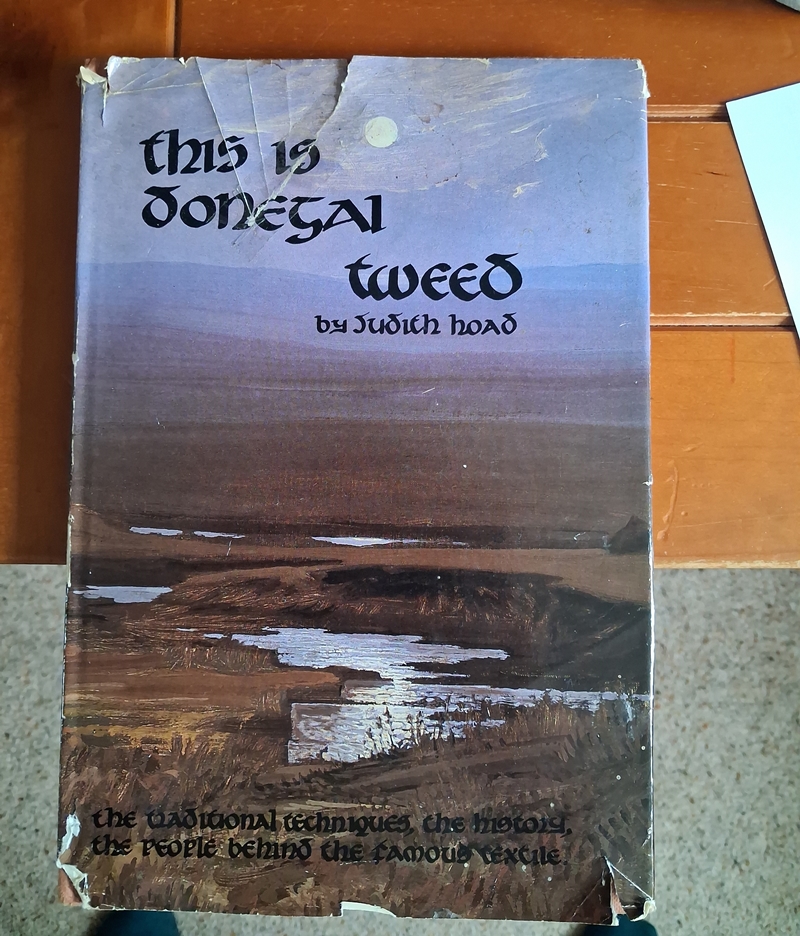 this is
donegal
tweed
by Judith hoad
the traditional techniques, the history,
the people behind the famous textile.